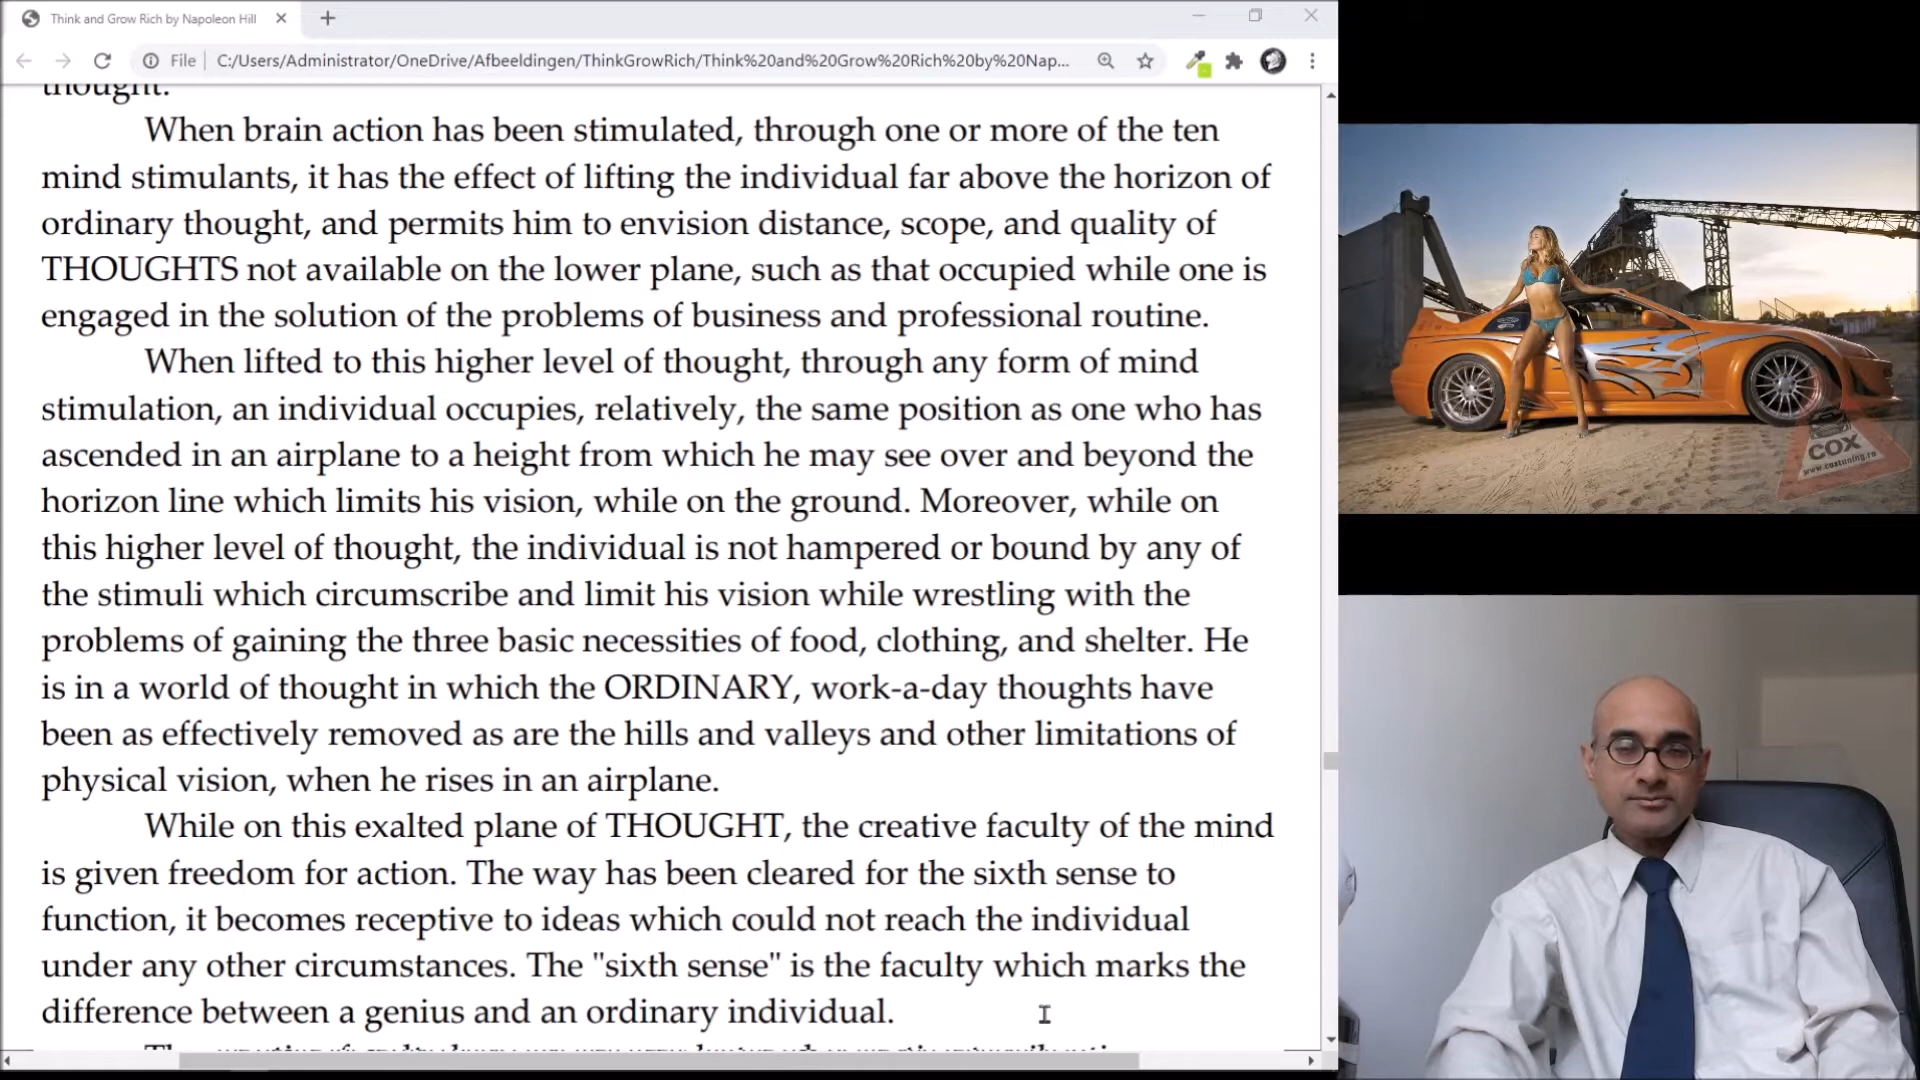 Think and Grow Rich by Napoleon Hill
File
C:/Users/Administrator/OneDrive/Afbeeldingen/ThinkGrowRich/Think%20and%20Grow%20Rich%20by%20Nap...
thought.
When brain action has been stimulated, through one or more of the ten
mind stimulants, it has the effect of lifting the individual far above the horizon of
ordinary thought, and permits him to envision distance, scope, and quality of
THOUGHTS not available on the lower plane, such as that occupied while one is
engaged in the solution of the problems of business and professional routine.
When lifted to this higher level of thought, through any form of mind
stimulation, an individual occupies, relatively, the same position as one who has
ascended in an airplane to a height from which he may see over and beyond the
horizon line which limits his vision, while on the ground. Moreover, while on
this higher level of thought, the individual is not hampered or bound by any of
the stimuli which circumscribe and limit his vision while wrestling with the
problems of gaining the three basic necessities of food, clothing, and shelter. He
is in a world of thought in which the ORDINARY, work-a-day thoughts have
been as effectively removed as are the hills and valleys and other limitations of
physical vision, when he rises in an airplane.
While on this exalted plane of THOUGHT, the creative faculty of the mind
is given freedom for action. The way has been cleared for the sixth sense to
function, it becomes receptive to ideas which could not reach the individual
under any other circumstances. The "sixth sense" is the faculty which marks the
difference between a genius and an ordinary individual.
COX
www.coxtuning.ro